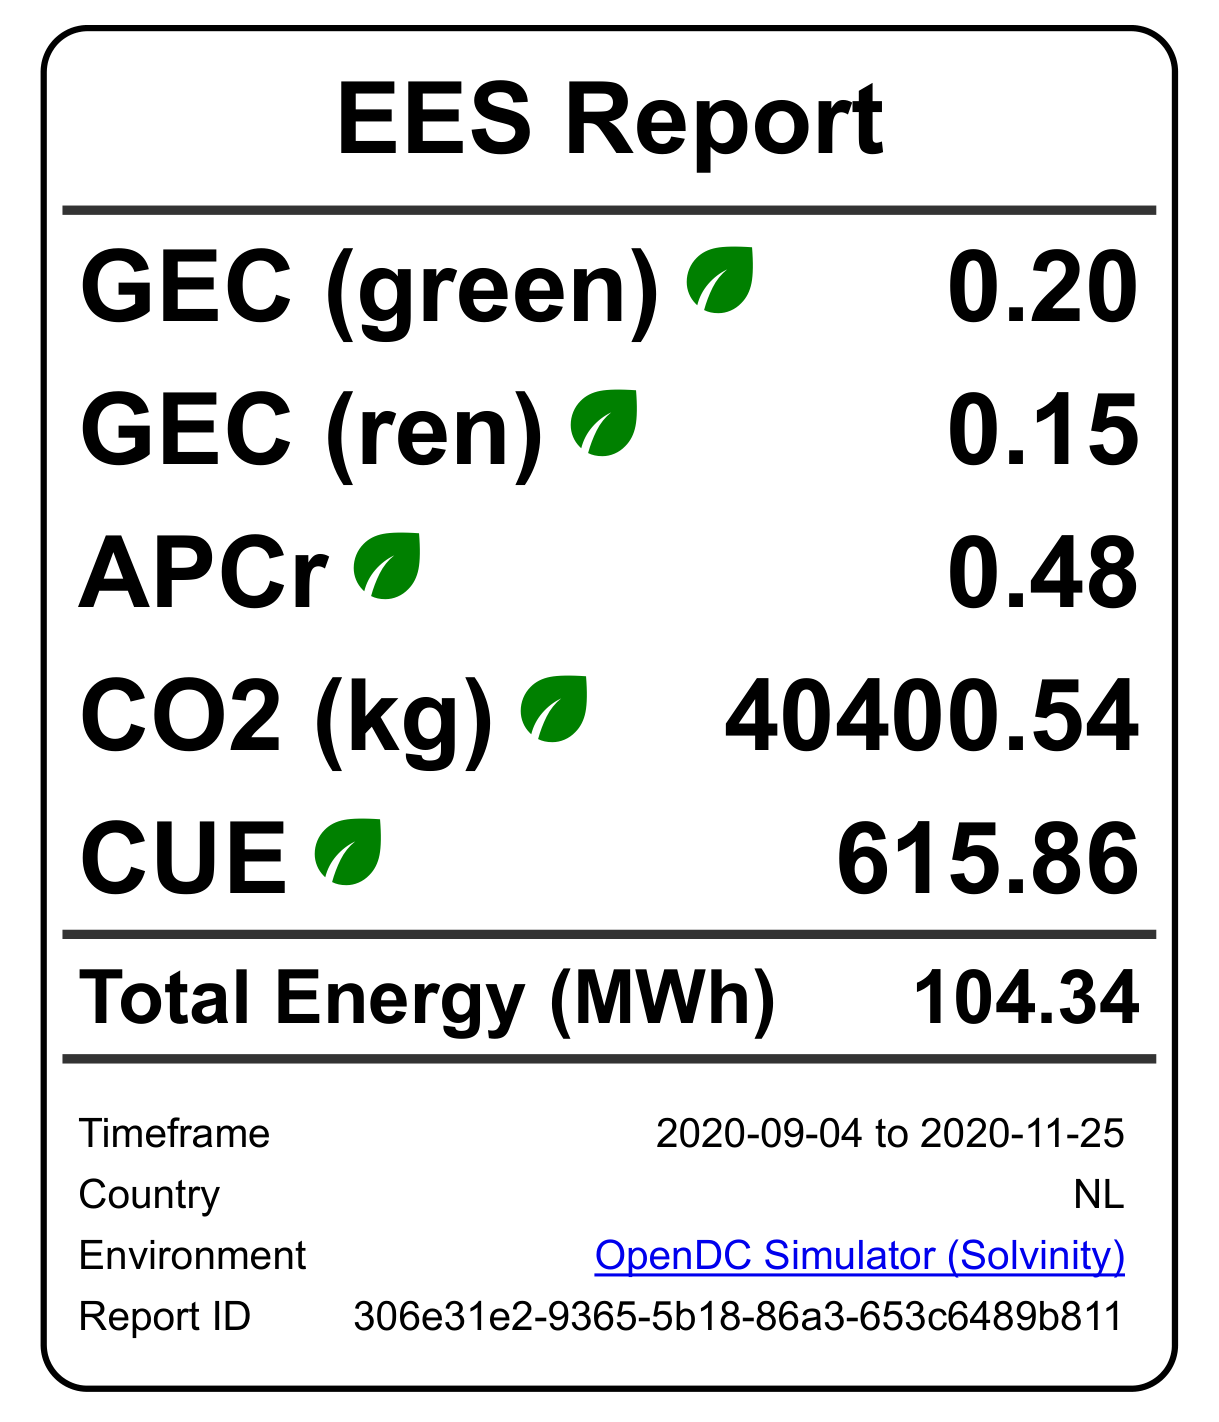 EES Report
GEC (green) 0.20
GEC (ren) 0.15
APCr 0.48
CO2 (kg) 40400.54
CUE 615.86
Total Energy (MWh) 104.34
Timeframe 2020-09-04 to 2020-11-25
Country NL
Environment OpenDC Simulator (Solvinity)
Report ID 306e31e2-9365-5b18-86a3-653c6489b811